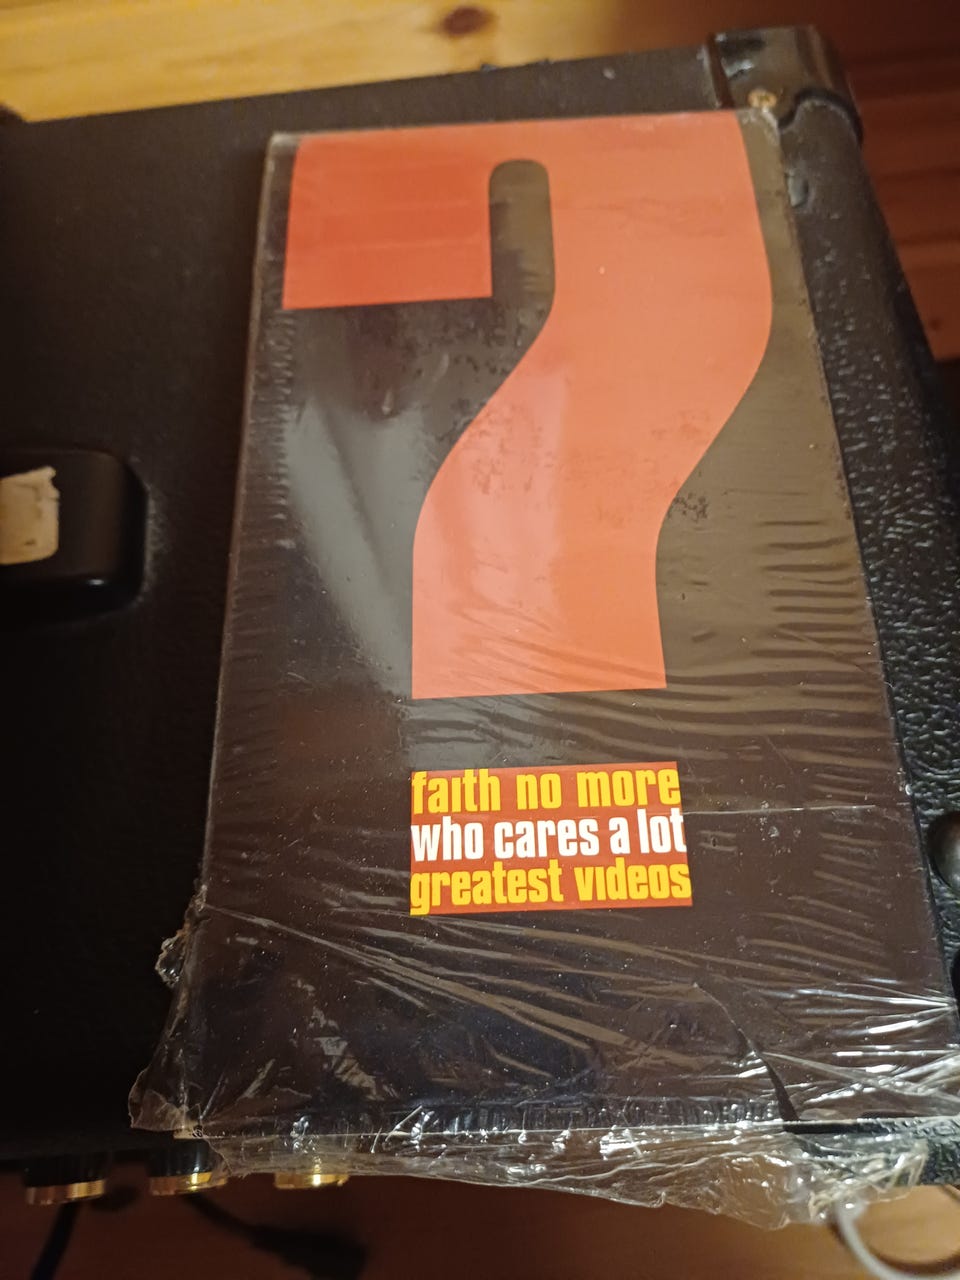 faith no more
who cares a lot
greatest videos